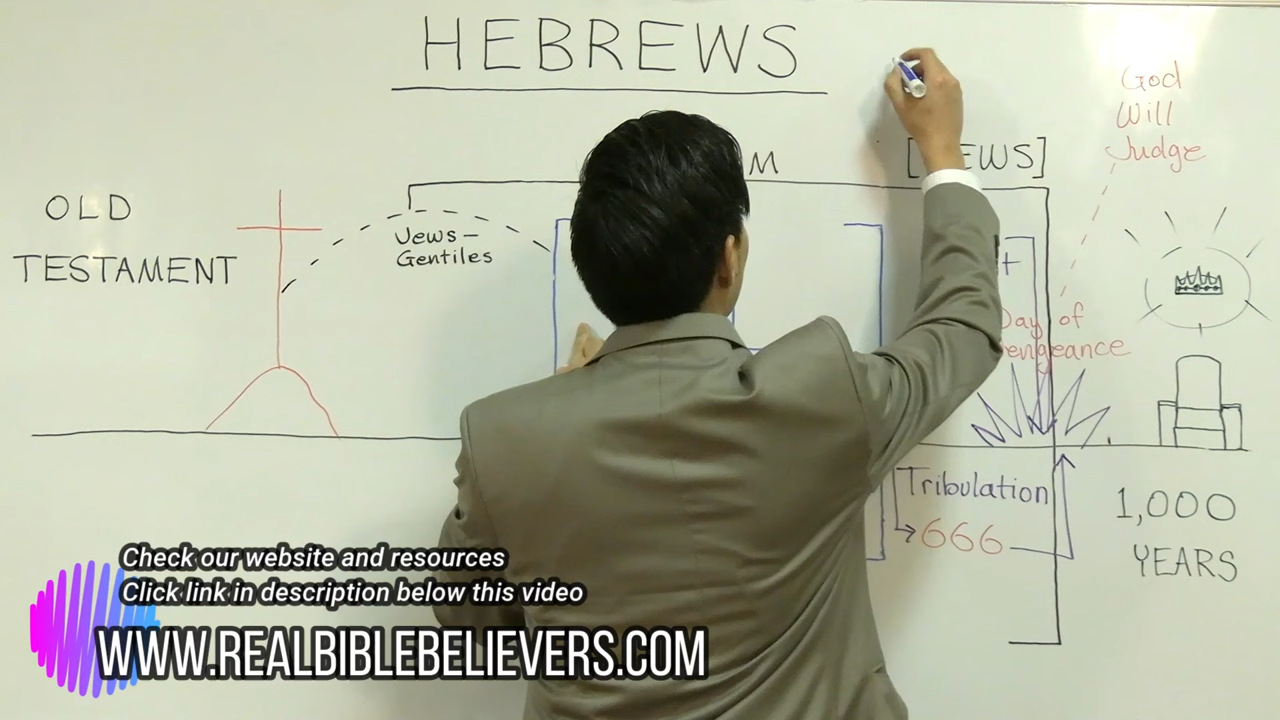 HEBREWS
God
Will
Judge
M
EWS]
OLD
TESTAMENT
Jews-
Gentiles
Day of
engeance
Tribulation
666
1,000
YEARS
Check our website and resources
Click link in description below this video
WWW.REALBIBLEBELIEVERS.COM